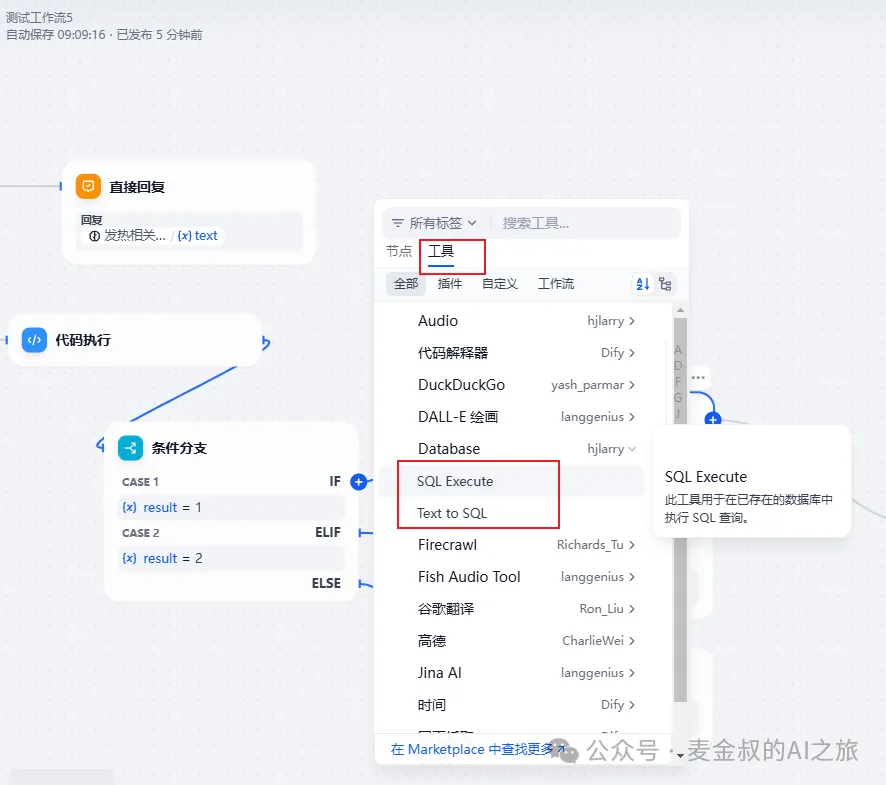 测试工作流5
自动保存 09:09:16 · 已发布 5 分钟前
直接回复
回复
发热相关... / {x} text
代码执行
条件分支
CASE 1 IF
{x} result = 1
CASE 2 ELIF
{x} result = 2
ELSE
所有标签 搜索工具...
节点 工具
全部 插件 自定义 工作流
Audio hjlarry
代码解释器 Dify
DuckDuckGo yash_parmar
DALL-E 绘画 langgenius
Database hjlarry
SQL Execute
Text to SQL
Firecrawl Richards_Tu
Fish Audio Tool langgenius
谷歌翻译 Ron_Liu
高德 CharlieWei
Jina AI langgenius
时间 Dify
在 Marketplace 中查找更多
A
D
F
G
J
SQL Execute
此工具用于在已存在的数据库中
执行 SQL 查询。
公众号 · 麦金叔的AI之旅